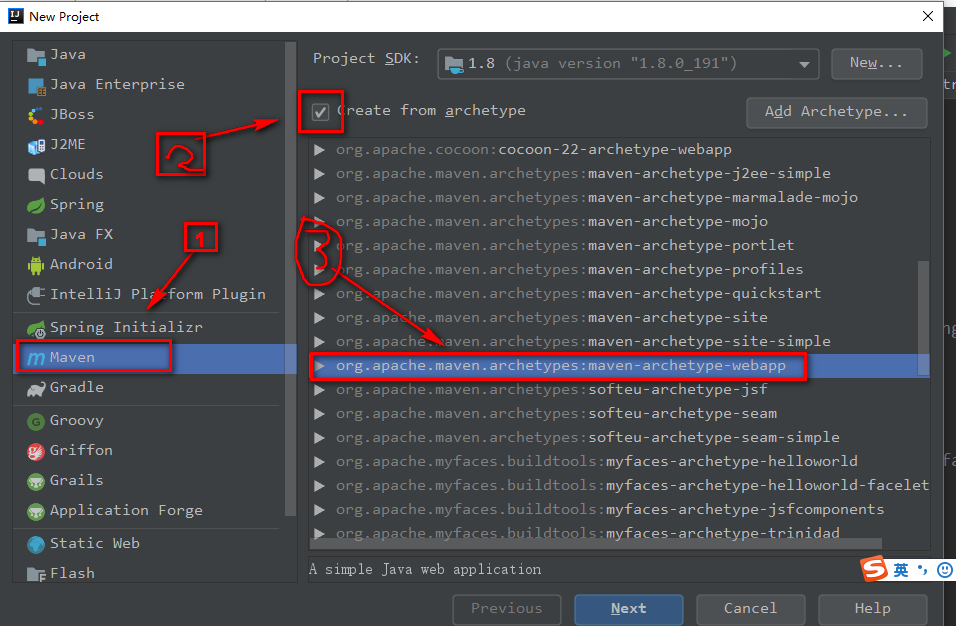 New Project
Java
Java Enterprise
JBoss
J2ME
Clouds
Spring
Java FX
Android
IntelliJ Platform Plugin
Spring Initializr
Maven
Gradle
Groovy
Griffon
Grails
Application Forge
Static Web
Flash
1
2
3
Project SDK: 1.8 (java version "1.8.0_191") New...
Create from archetype Add Archetype...
org.apache.cocoon:cocoon-22-archetype-webapp
org.apache.maven.archetypes:maven-archetype-j2ee-simple
org.apache.maven.archetypes:maven-archetype-marmalade-mojo
org.apache.maven.archetypes:maven-archetype-mojo
org.apache.maven.archetypes:maven-archetype-portlet
org.apache.maven.archetypes:maven-archetype-profiles
org.apache.maven.archetypes:maven-archetype-quickstart
org.apache.maven.archetypes:maven-archetype-site
org.apache.maven.archetypes:maven-archetype-site-simple
org.apache.maven.archetypes:maven-archetype-webapp
org.apache.maven.archetypes:softeu-archetype-jsf
org.apache.maven.archetypes:softeu-archetype-seam
org.apache.maven.archetypes:softeu-archetype-seam-simple
org.apache.myfaces.buildtools:myfaces-archetype-helloworld
org.apache.myfaces.buildtools:myfaces-archetype-helloworld-facelet
org.apache.myfaces.buildtools:myfaces-archetype-jsfcomponents
org.apache.myfaces.buildtools:myfaces-archetype-trinidad
A simple Java web application
S 英
Previous Next Cancel Help